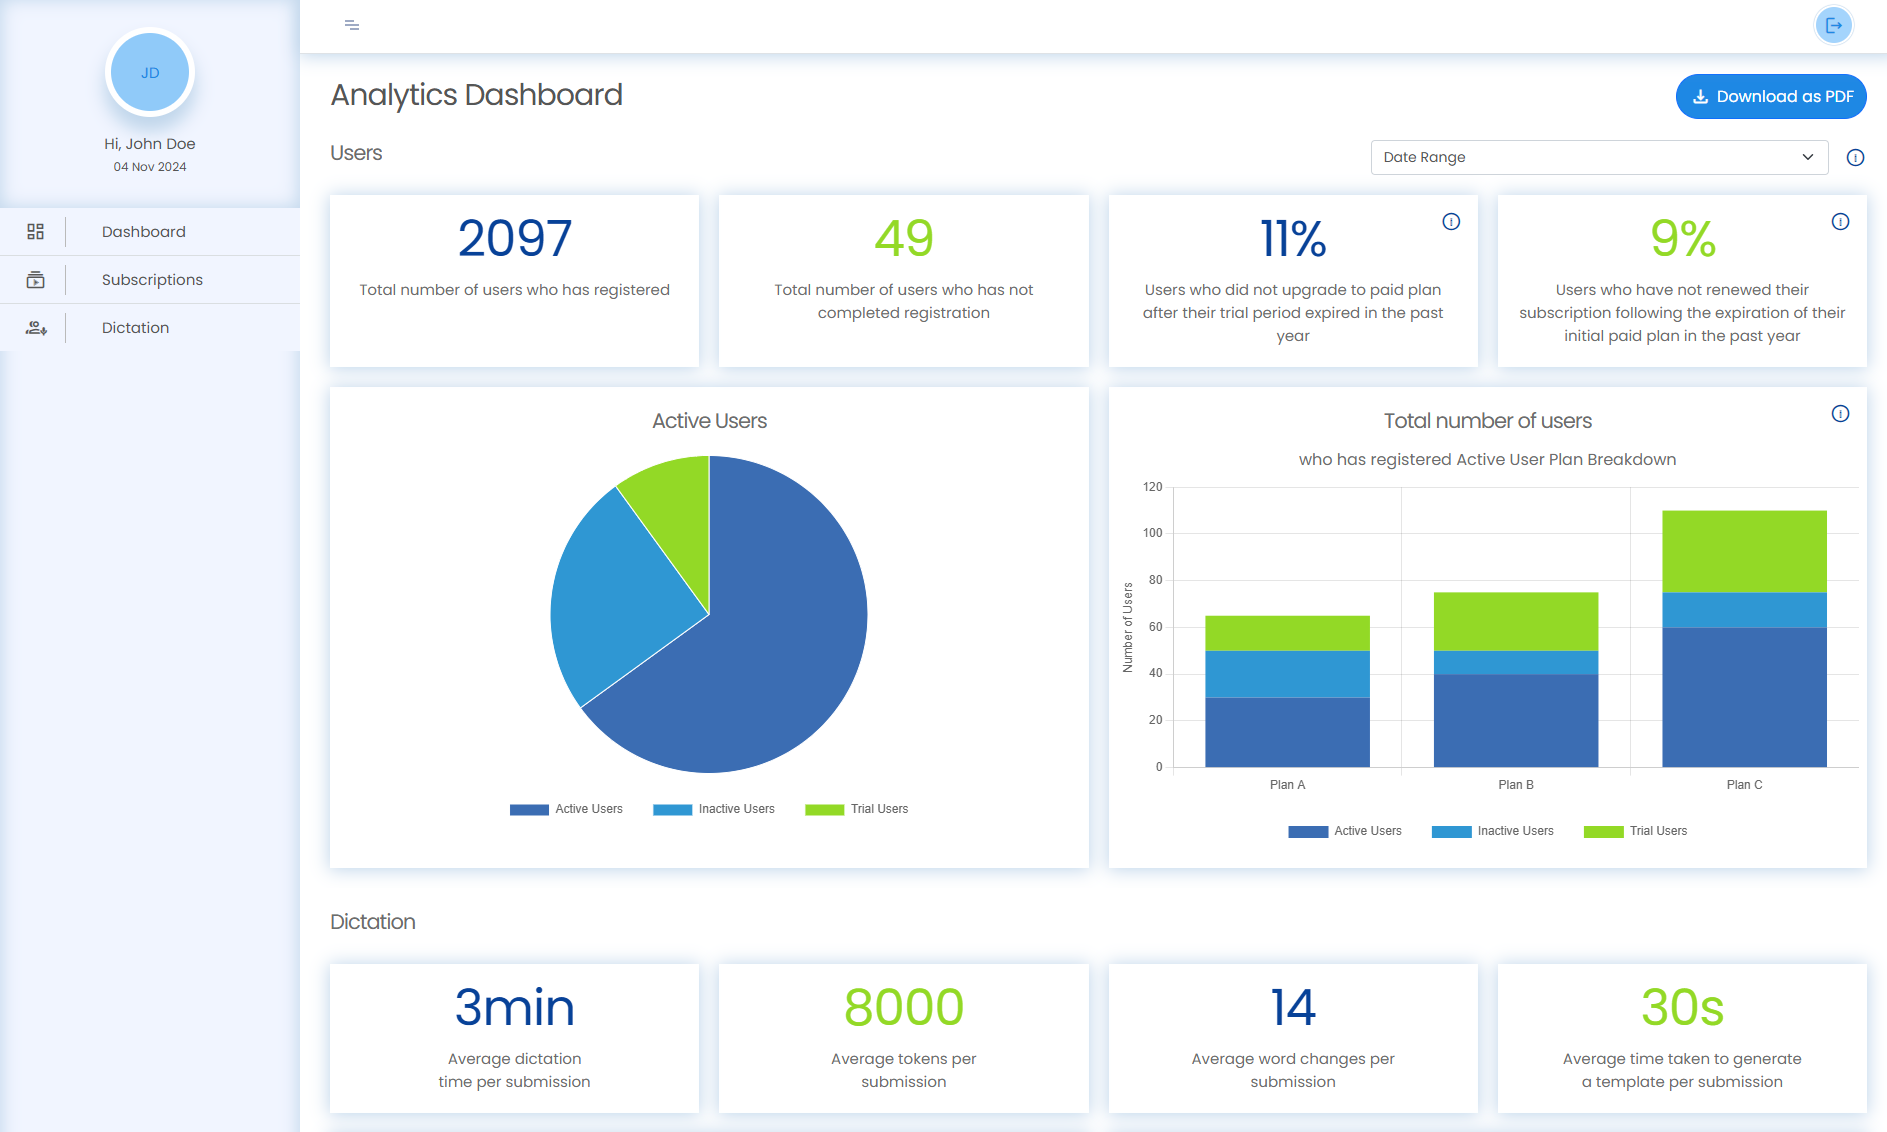 JD
Hi, John Doe
04 Nov 2024
Dashboard
Subscriptions
Dictation
Analytics Dashboard
Download as PDF
Users
Date Range
2097
Total number of users who has registered
49
Total number of users who has not
completed registration
11%
Users who did not upgrade to paid plan
after their trial period expired in the past
year
9%
Users who have not renewed their
subscription following the expiration of their
initial paid plan in the past year
Active Users
Active Users
Inactive Users
Trial Users
Total number of users
who has registered Active User Plan Breakdown
Number of Users
120
100
80
60
40
20
0
Plan A
Plan B
Plan C
Active Users
Inactive Users
Trial Users
Dictation
3min
Average dictation
time per submission
8000
Average tokens per
submission
14
Average word changes per
submission
30s
Average time taken to generate
a template per submission